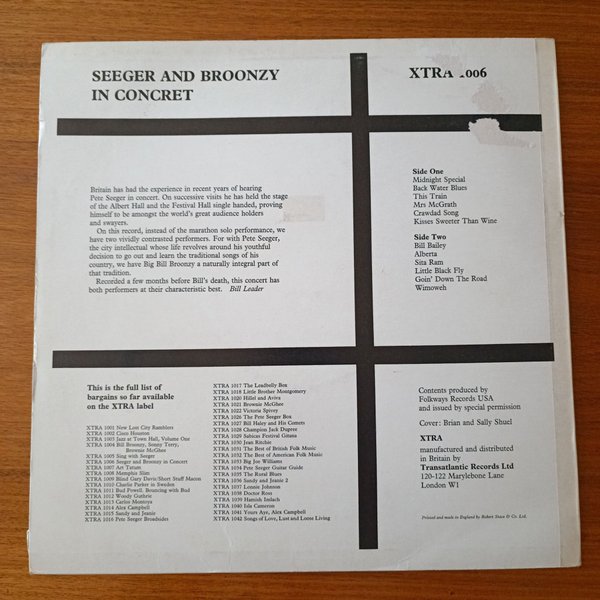 SEEGER AND BROONZY
IN CONCRET
XTRA 1006
Britain has had the experience in recent years of hearing
Pete Seeger in concert. On successive visits he has held the stage
of the Albert Hall and the Festival Hall single handed, proving
himself to be amongst the world's great audience holders
and swayers.
On this record, instead of the marathon solo performance, we
have two vividly contrasted performers. For with Pete Seeger,
the city intellectual whose life revolves around his youthful
decision to go out and learn the traditional songs of his
country, we have Big Bill Broonzy a naturally integral part of
that tradition.
Recorded a few months before Bill's death, this concert has
both performers at their characteristic best. Bill Leader
Side One
Midnight Special
Back Water Blues
This Train
Mrs McGrath
Crawdad Song
Kisses Sweeter Than Wine
Side Two
Bill Bailey
Alberta
Sita Ram
Little Black Fly
Goin' Down The Road
Wimoweh
This is the full list of
bargains so far available
on the XTRA label
XTRA 1001 New Lost City Ramblers
XTRA 1002 Cisco Houston
XTRA 1003 Jazz at Town Hall, Volume One
XTRA 1004 Bill Broonzy, Sonny Terry,
Brownie McGhee
XTRA 1005 Sing with Seeger
XTRA 1006 Seeger and Broonzy in Concert
XTRA 1007 Art Tatum
XTRA 1008 Memphis Slim
XTRA 1009 Blind Gary Davis/Short Stuff Macon
XTRA 1010 Charlie Parker in Sweden
XTRA 1011 Bud Powell, Bouncing with Bud
XTRA 1012 Woody Guthrie
XTRA 1013 Carlos Montoya
XTRA 1014 Alex Campbell
XTRA 1015 Sandy and Jeanie
XTRA 1016 Pete Seeger Broadsides
XTRA 1017 The Leadbelly Box
XTRA 1018 Little Brother Montgomery
XTRA 1020 Hillel and Aviva
XTRA 1021 Brownie McGhee
XTRA 1022 Victoria Spivey
XTRA 1026 The Pete Seeger Box
XTRA 1027 Bill Haley and His Comets
XTRA 1028 Champion Jack Dupree
XTRA 1029 Sabicas Festival Gitana
XTRA 1030 Jean Ritchie
XTRA 1031 The Best of British Folk Music
XTRA 1032 The Best of American Folk Music
XTRA 1033 Big Joe Williams
XTRA 1034 Pete Seeger Guitar Guide
XTRA 1035 The Rural Blues
XTRA 1036 Sandy and Jeanie 2
XTRA 1037 Lonnie Johnson
XTRA 1038 Doctor Ross
XTRA 1039 Hamish Imlach
XTRA 1040 Isla Cameron
XTRA 1041 Yours Aye, Alex Campbell
XTRA 1042 Songs of Love, Lust and Loose Living
Contents produced by
Folkways Records USA
and issued by special permission
Cover: Brian and Sally Shuel
XTRA
manufactured and distributed
in Britain by
Transatlantic Records Ltd
120-122 Marylebone Lane
London W1
Printed and made in England by Robert Stace & Co. Ltd.